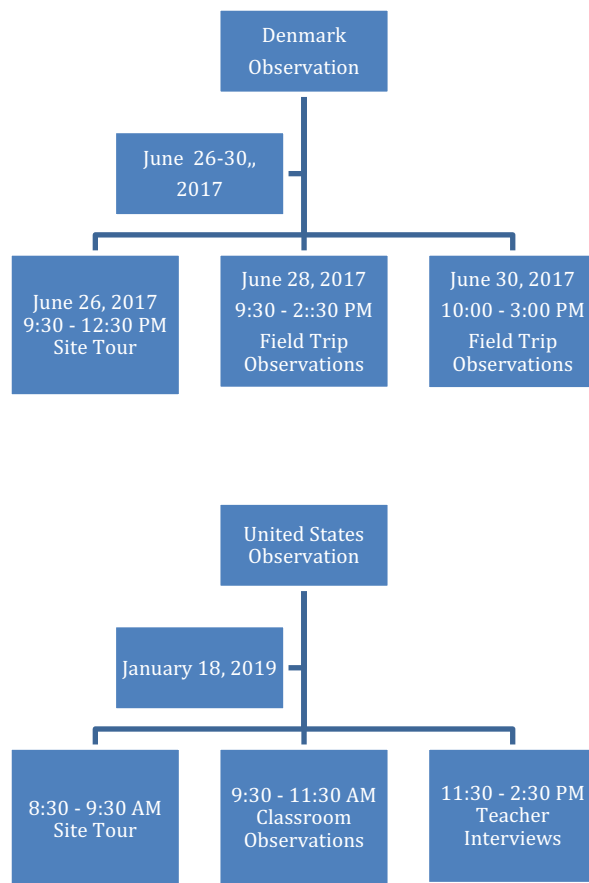 Denmark
Observation
June  26-30,,
2017
June 26, 2017
9:30 - 12:30 PM
Site Tour
June 28, 2017
9:30 - 2::30 PM
Field Trip
Observations
June 30, 2017
10:00 - 3:00 PM
Field Trip
Observations
United States
Observation
January 18, 2019
8:30 - 9:30 AM
Site Tour
9:30 - 11:30 AM
Classroom
Observations
11:30 - 2:30 PM
Teacher
Interviews